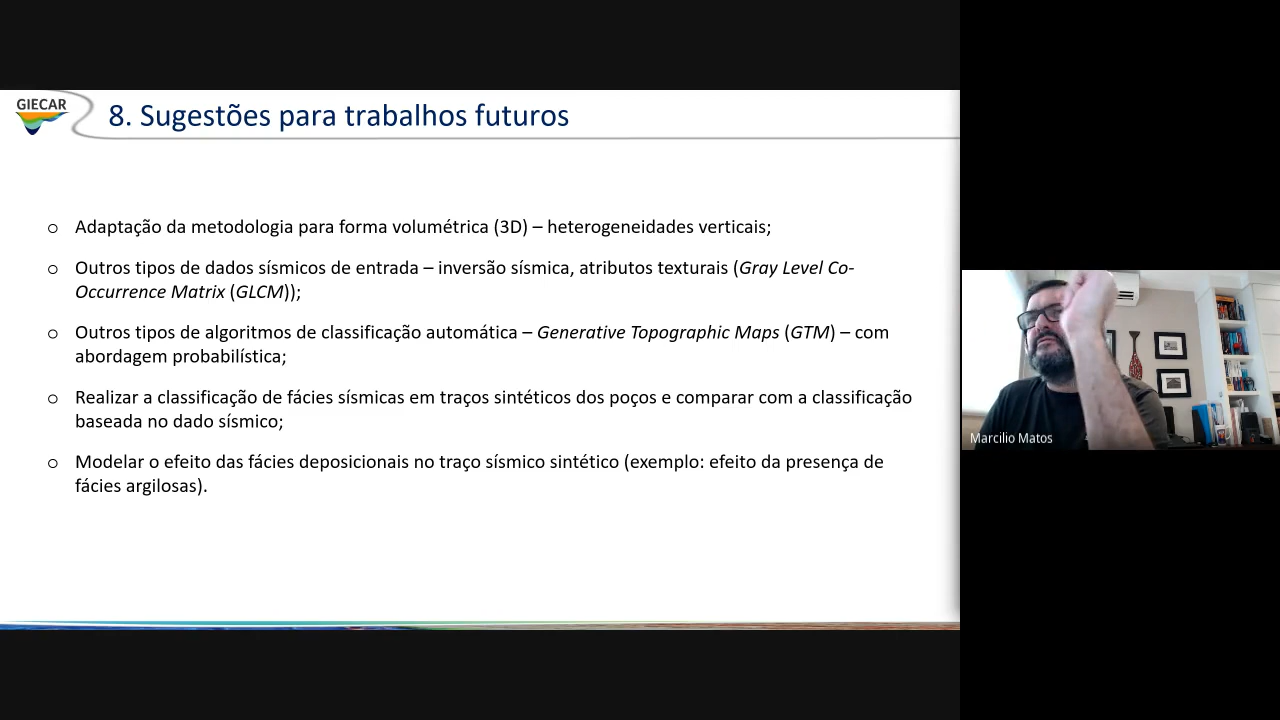 GIECAR
8. Sugestões para trabalhos futuros
o Adaptação da metodologia para forma volumétrica (3D) – heterogeneidades verticais;
o Outros tipos de dados sísmicos de entrada – inversão sísmica, atributos texturais (Gray Level Co-
Occurrence Matrix (GLCM));
o Outros tipos de algoritmos de classificação automática – Generative Topographic Maps (GTM) – com
abordagem probabilística;
o Realizar a classificação de fácies sísmicas em traços sintéticos dos poços e comparar com a classificação
baseada no dado sísmico;
o Modelar o efeito das fácies deposicionais no traço sísmico sintético (exemplo: efeito da presença de
fácies argilosas).
Marcilio Matos